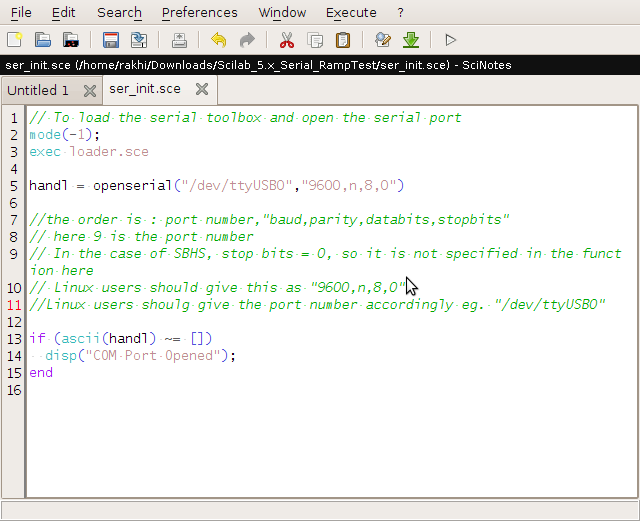 File Edit Search Preferences Window Execute ?
ser_init.sce (/home/rakhi/Downloads/Scilab_5.x_Serial_RampTest/ser_init.sce) - SciNotes
Untitled 1 ser_init.sce
1 // To load the serial toolbox and open the serial port
2 mode(-1);
3 exec loader.sce
4
5 handl = openserial("/dev/ttyUSB0","9600,n,8,0")
6
7 //the order is : port number,"baud,parity,databits,stopbits"
8 // here 9 is the port number
9 // In the case of SBHS, stop bits = 0, so it is not specified in the funct
ion here
10 // Linux users should give this as "9600,n,8,0"
11 //Linux users shoulg give the port number accordingly eg. "/dev/ttyUSB0"
12
13 if (ascii(handl) ~= [])
14 disp("COM Port Opened");
15 end
16